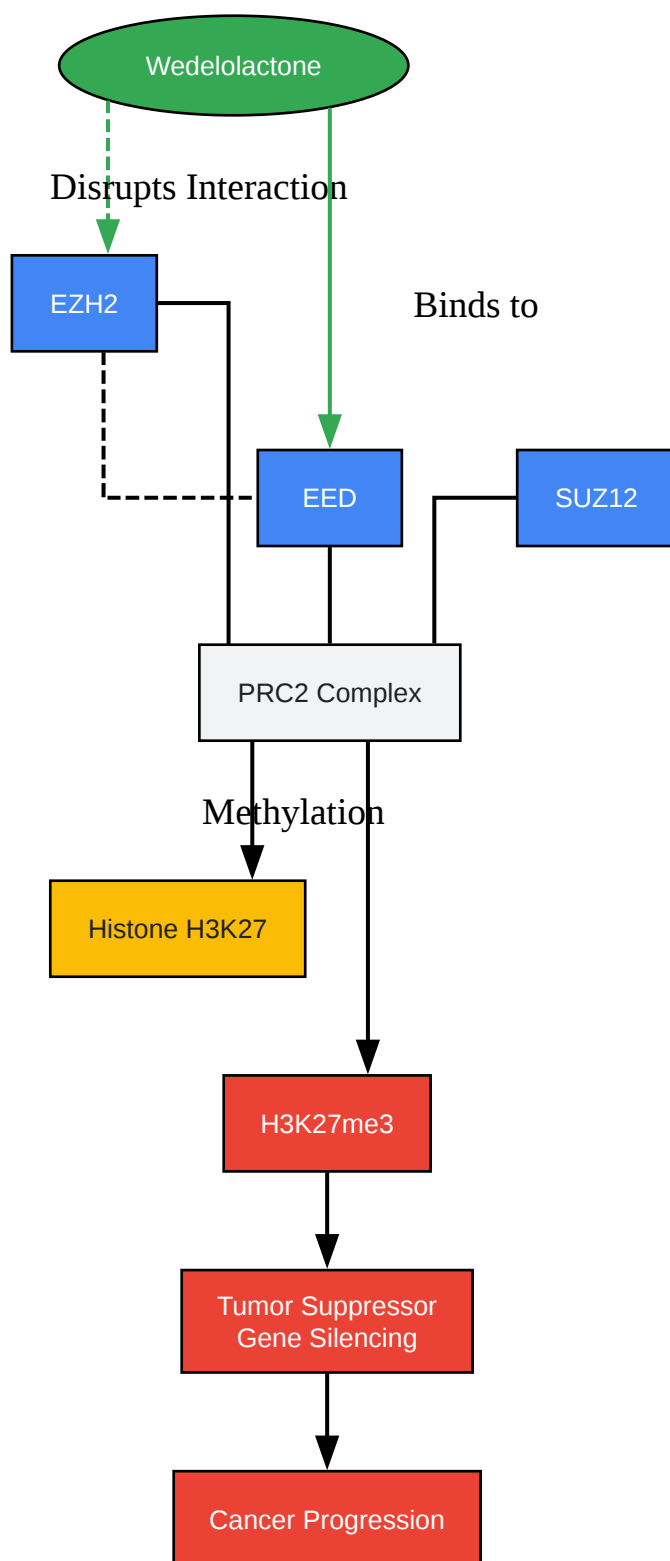 Wedelolactone
Disrupts Interaction
EZH2
Binds to
EED
SUZ12
PRC2 Complex
Methylation
Histone H3K27
H3K27me3
Tumor Suppressor
Gene Silencing
Cancer Progression